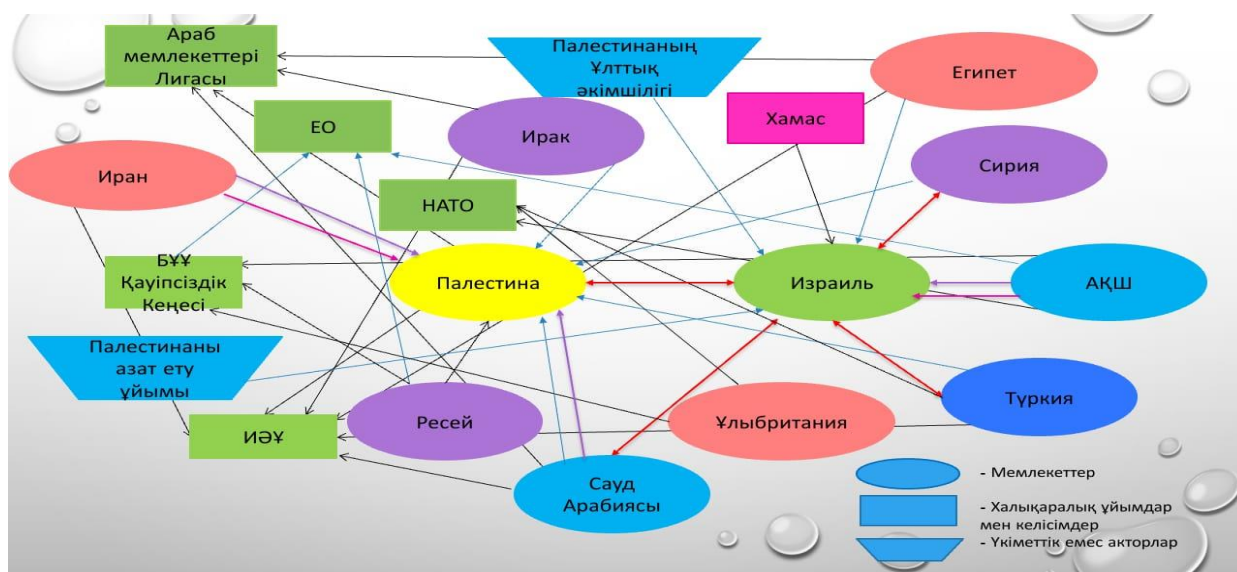 Араб
мемлекеттері
Лигасы
Палестинаның
Ұлттық
әкімшілігі
Египет
ЕО
Ирак
Хамас
Сирия
Иран
НАТО
БҰҰ
Қауіпсіздік
Кеңесі
Палестина
Израиль
АҚШ
Палестинаны
азат ету
ұйымы
Түркия
ИӘҰ
Ресей
Ұлыбритания
Сауд
Арабиясы
- Мемлекеттер
- Халықаралық ұйымдар
мен келісімдер
- Үкіметтік емес акторлар